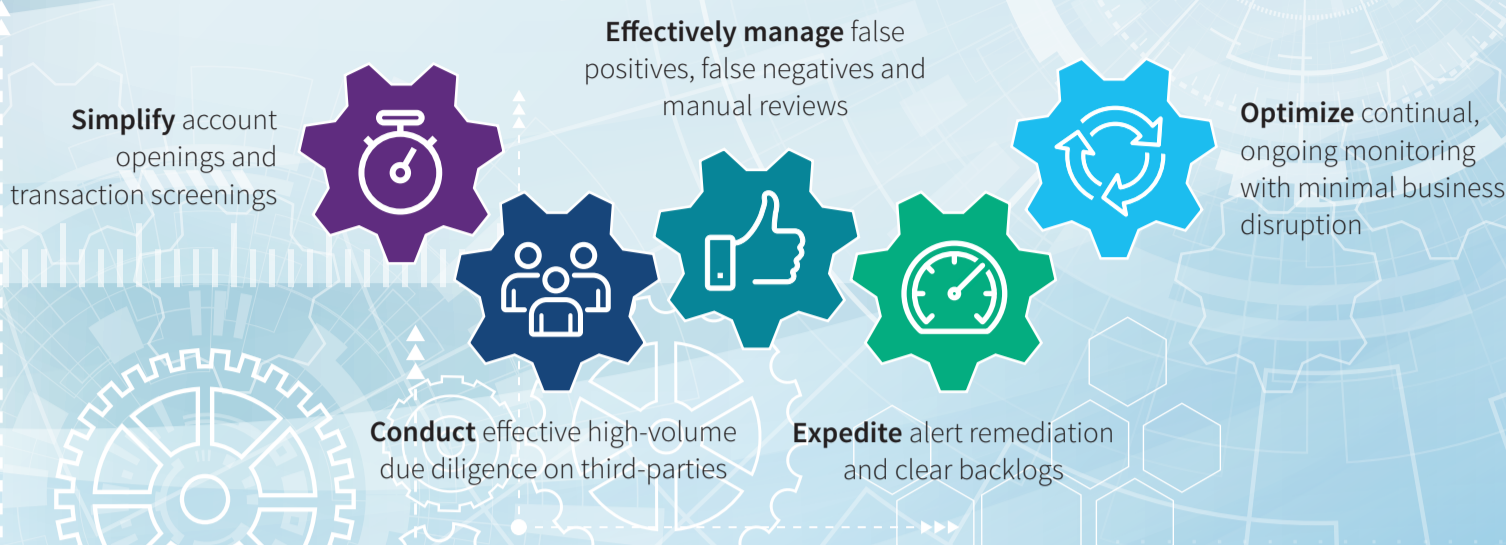 Simplify account
openings and
transaction screenings
Conduct effective high-volume
due diligence on third-parties
Effectively manage false
positives, false negatives and
manual reviews
Expedite alert remediation
and clear backlogs
Optimize continual,
ongoing monitoring
with minimal business
disruption